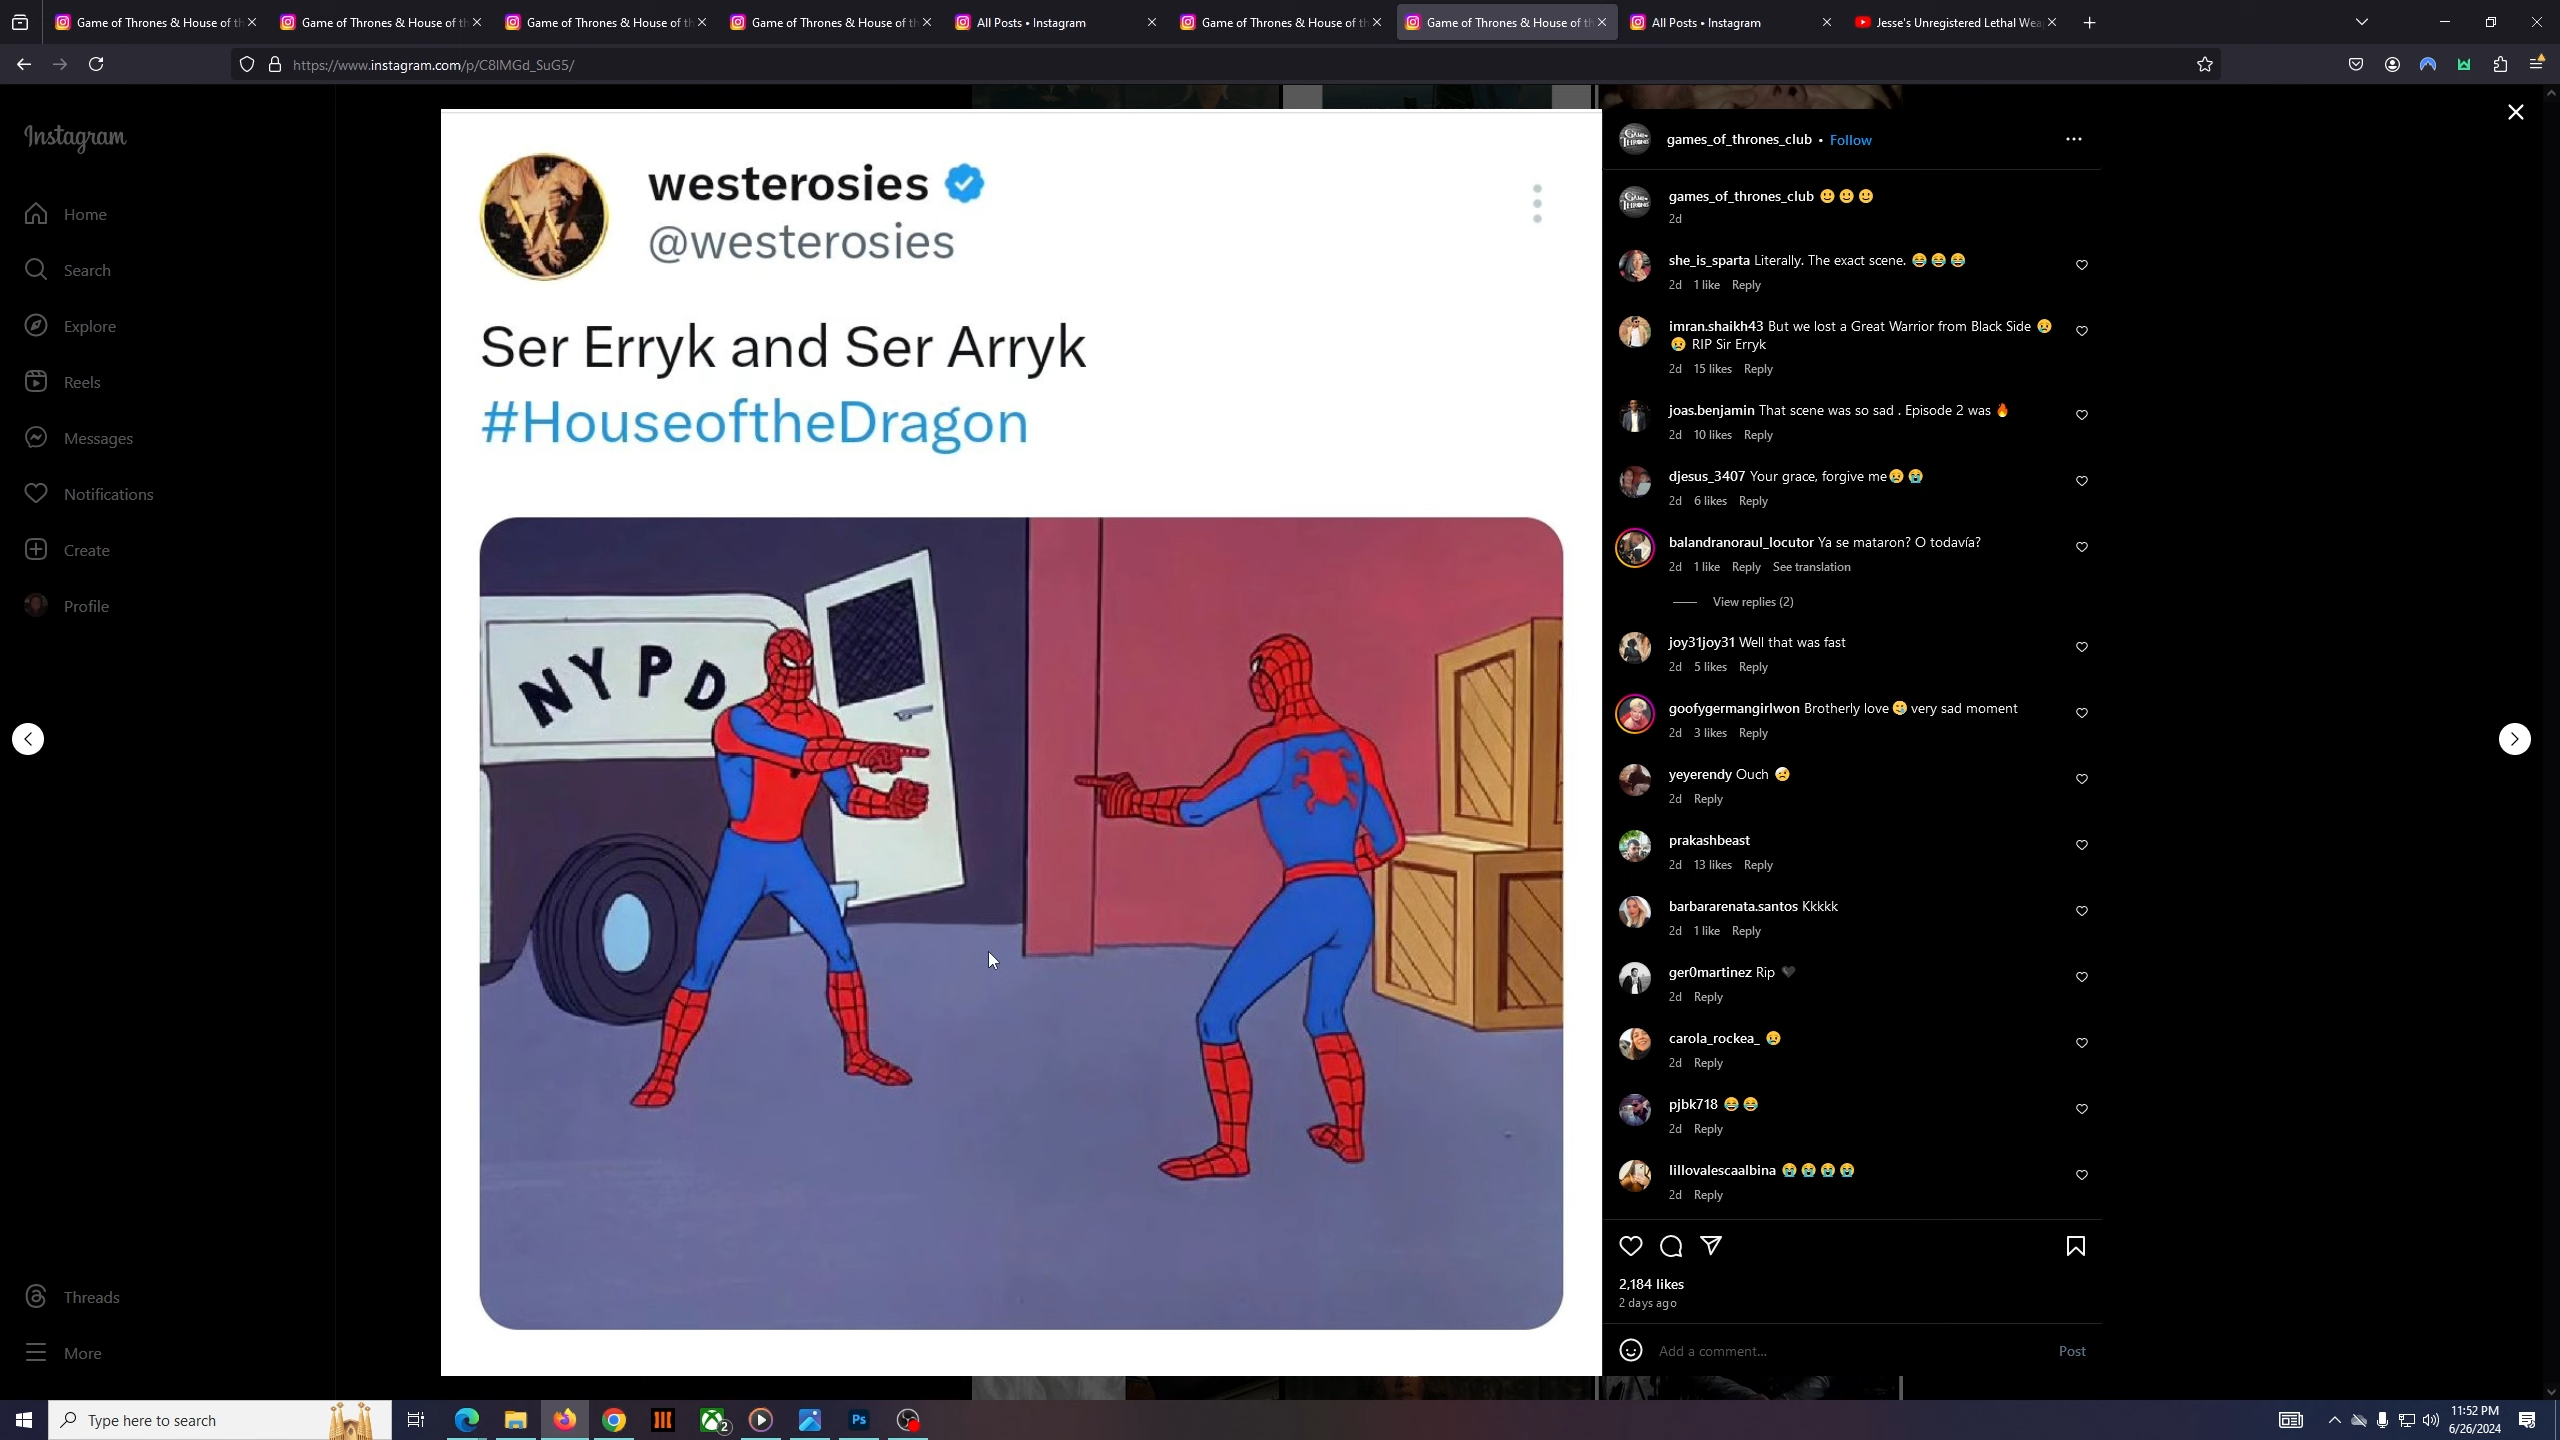 Game of Thrones & House of th
Game of Thrones & House of th
Game of Thrones & House of th
Game of Thrones & House of th
All Posts • Instagram
Game of Thrones & House of th
Game of Thrones & House of th
All Posts • Instagram
Jesse's Unregistered Lethal Wea
https://www.instagram.com/p/C8lMGd_SuG5/
Instagram
Home
Search
Explore
Reels
Messages
Notifications
Create
Profile
Threads
More
westerosies
@westerosies
Ser Erryk and Ser Arryk
#HouseoftheDragon
NYPD
games_of_thrones_club • Follow
games_of_thrones_club 🙂🙂🙂
2d
she_is_sparta Literally. The exact scene. 😂😂😂
2d 1 like Reply
imran.shaikh43 But we lost a Great Warrior from Black Side 😢
😢 RIP Sir Erryk
2d 15 likes Reply
joas.benjamin That scene was so sad . Episode 2 was 🔥
2d 10 likes Reply
djesus_3407 Your grace, forgive me😢😭
2d 6 likes Reply
balandranoraul_locutor Ya se mataron? O todavía?
2d 1 like Reply See translation
View replies (2)
joy31joy31 Well that was fast
2d 5 likes Reply
goofygermangirlwon Brotherly love🥲 very sad moment
2d 3 likes Reply
yeyerendy Ouch 🤕
2d Reply
prakashbeast
2d 13 likes Reply
barbararenata.santos Kkkkk
2d 1 like Reply
ger0martinez Rip 🖤
2d Reply
carola_rockea_ 😢
2d Reply
pjbk718 😂😂
2d Reply
lillovalescaalbina 😭😭😭😭
2d Reply
2,184 likes
2 days ago
Add a comment...
Post
Type here to search
2
Ps
11:52 PM
6/26/2024